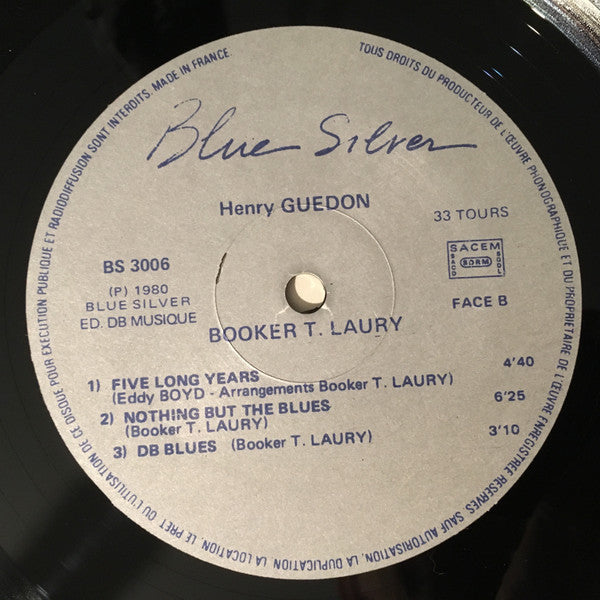 TOUS DROITS DU PRODUCTEUR DE L'ŒUVRE PHONOGRAPHIQUE ET DU PROPRIETAIRE DE L'ŒUVRE ENREGISTREE RESERVES. SAUF AUTORISATION, LA DUPLICATION, LA LOCATION, LE PRET OU L'UTILISATION DE CE DISQUE POUR EXECUTION PUBLIQUE ET RADIODIFFUSION SONT INTERDITS. MADE IN FRANCE.
Blue Silver
Henry GUEDON
33 TOURS
BS 3006
SACEM
SACD
SDRM
SGDL
(P) 1980
BLUE SILVER
ED. DB MUSIQUE
FACE B
BOOKER T. LAURY
1) FIVE LONG YEARS 4'40
(Eddy BOYD - Arrangements Booker T. LAURY)
2) NOTHING BUT THE BLUES 6'25
(Booker T. LAURY)
3) DB BLUES (Booker T. LAURY) 3'10